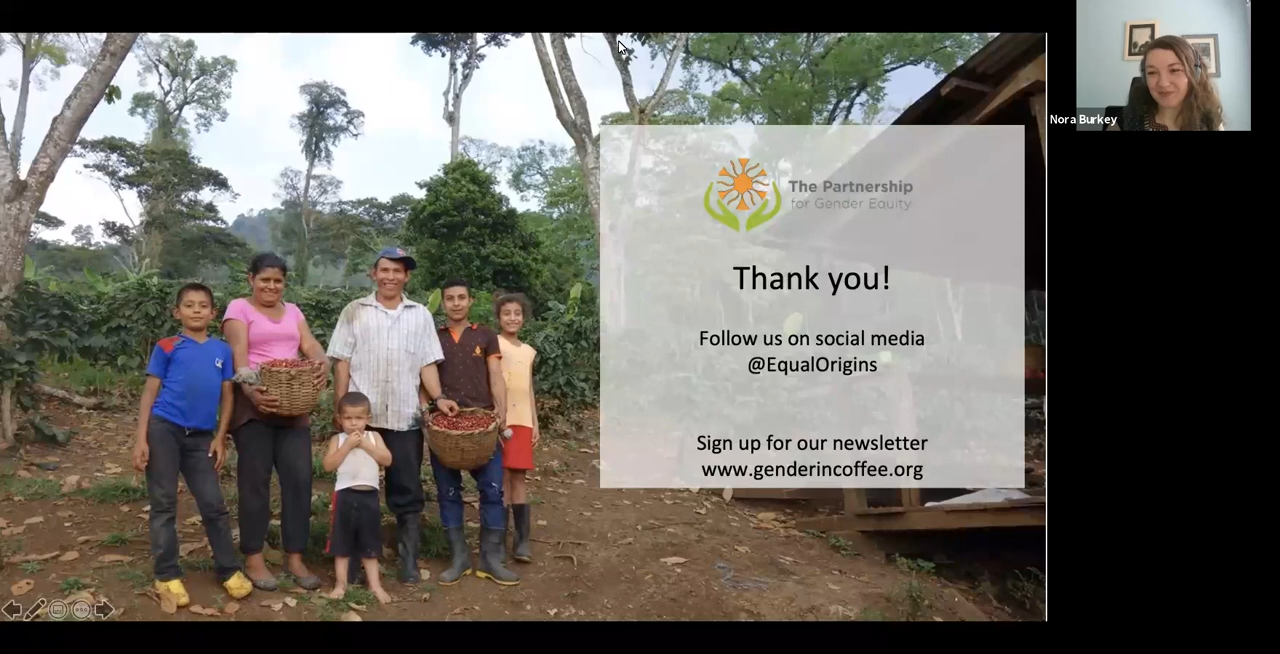 The Partnership
for Gender Equity
Thank you!
Follow us on social media
@EqualOrigins
Sign up for our newsletter
www.genderincoffee.org
Nora Burkey